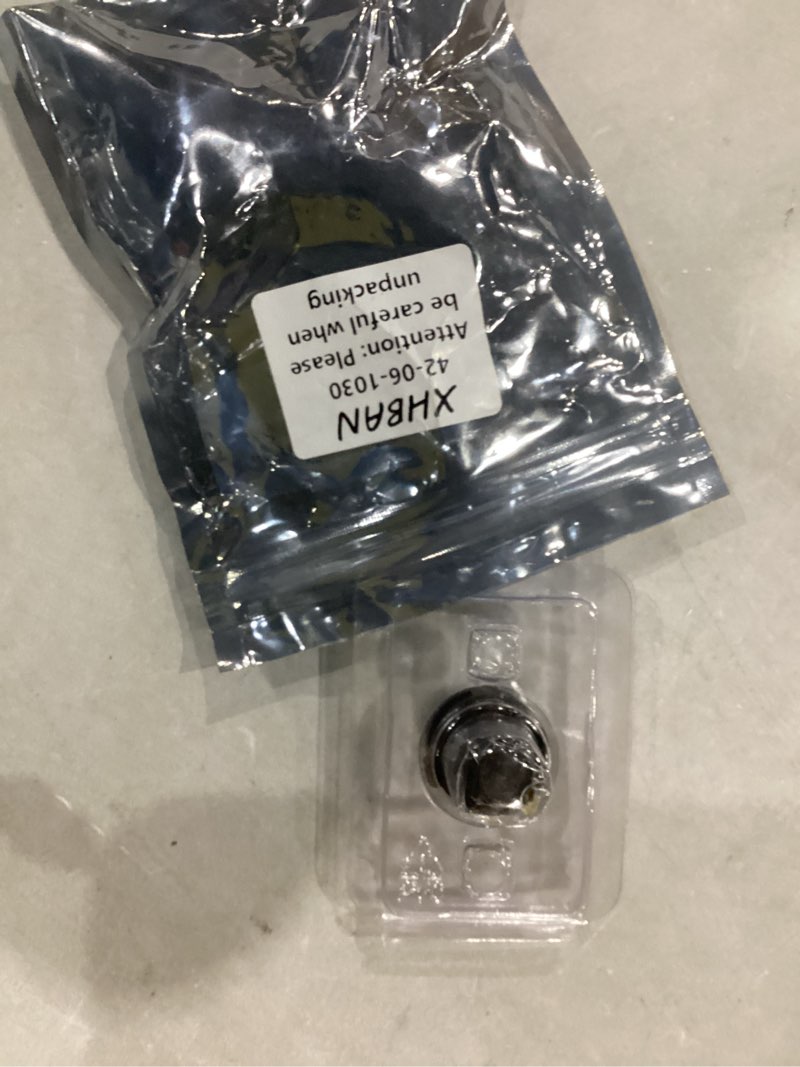 XHBAN
42-06-1030
Attention: Please
be careful when
unpacking